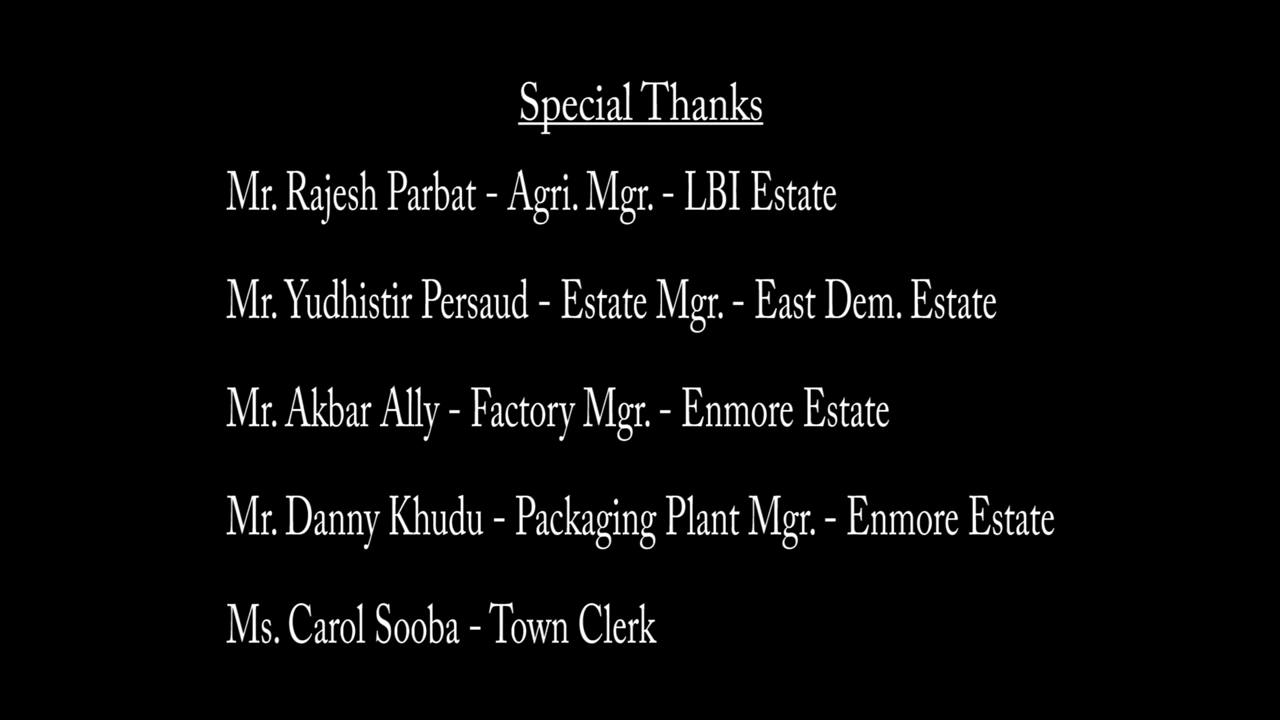 Special Thanks
Mr. Rajesh Parbat - Agri. Mgr. - LBI Estate
Mr. Yudhistir Persaud - Estate Mgr. - East Dem. Estate
Mr. Akbar Ally - Factory Mgr. - Enmore Estate
Mr. Danny Khudu - Packaging Plant Mgr. - Enmore Estate
Ms. Carol Sooba - Town Clerk